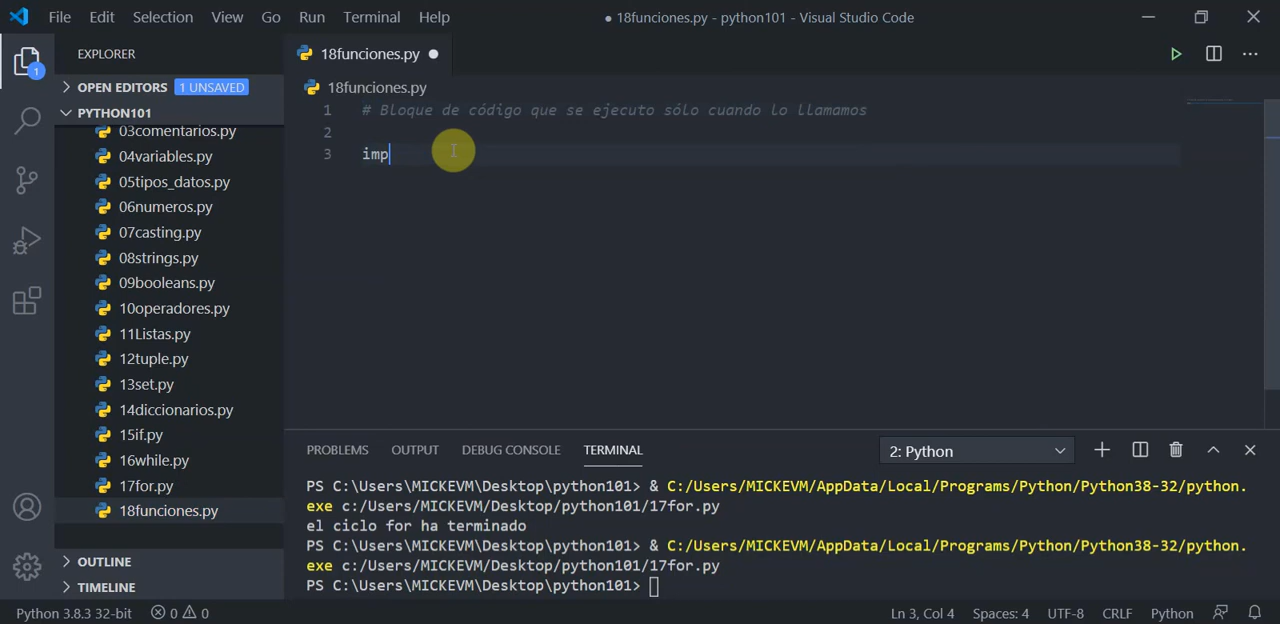 File Edit Selection View Go Run Terminal Help ● 18funciones.py - python101 - Visual Studio Code
EXPLORER
OPEN EDITORS 1 UNSAVED
PYTHON101
03comentarios.py
04variables.py
05tipos_datos.py
06numeros.py
07casting.py
08strings.py
09booleans.py
10operadores.py
11Listas.py
12tuple.py
13set.py
14diccionarios.py
15if.py
16while.py
17for.py
18funciones.py
OUTLINE
TIMELINE
1
18funciones.py ●
18funciones.py
1 # Bloque de código que se ejecuto sólo cuando lo llamamos
2
3 imp
PROBLEMS OUTPUT DEBUG CONSOLE TERMINAL 2: Python
PS C:\Users\MICKEVM\Desktop\python101> & C:/Users/MICKEVM/AppData/Local/Programs/Python/Python38-32/python.
exe c:/Users/MICKEVM/Desktop/python101/17for.py
el ciclo for ha terminado
PS C:\Users\MICKEVM\Desktop\python101> & C:/Users/MICKEVM/AppData/Local/Programs/Python/Python38-32/python.
exe c:/Users/MICKEVM/Desktop/python101/17for.py
PS C:\Users\MICKEVM\Desktop\python101>
Python 3.8.3 32-bit 0 0 Ln 3, Col 4 Spaces: 4 UTF-8 CRLF Python